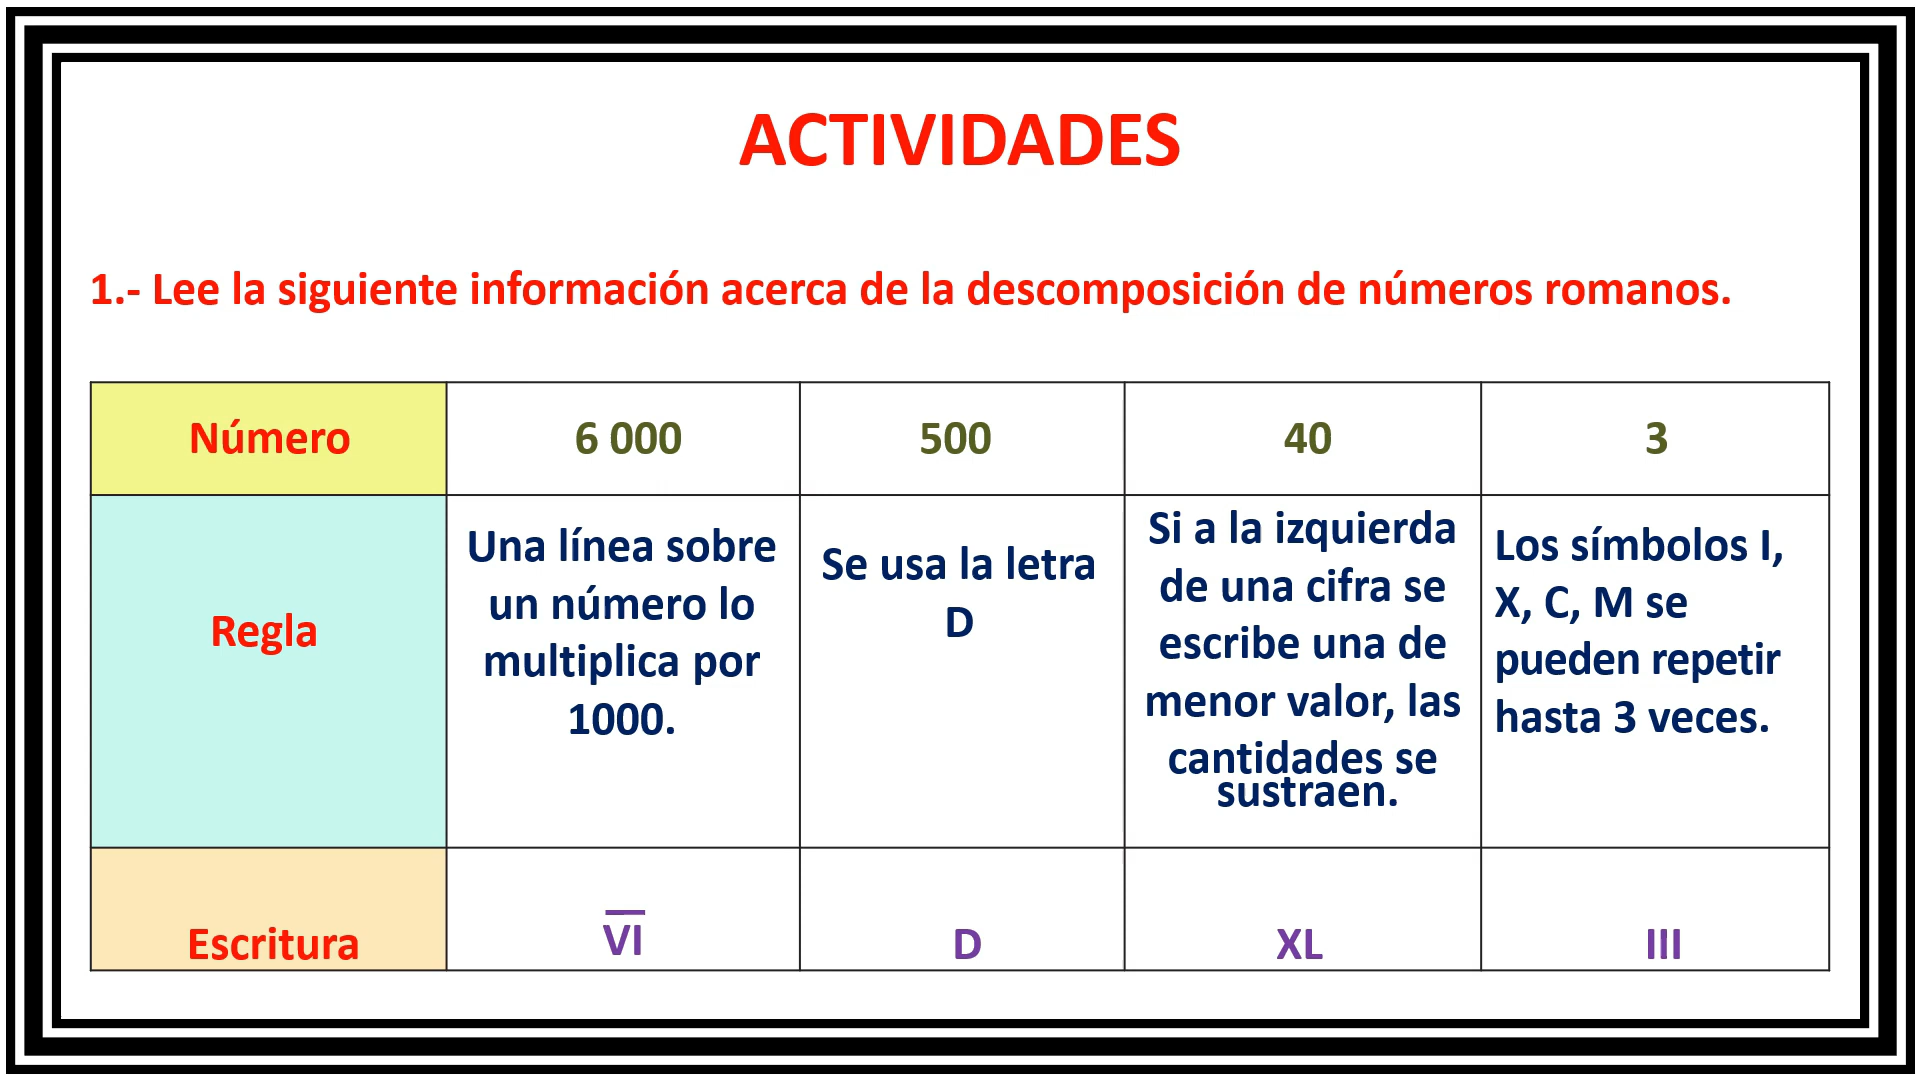 ACTIVIDADES
1.- Lee la siguiente información acerca de la descomposición de números romanos.
Número
6 000
500
40
3
Regla
Una línea sobre
un número lo
multiplica por
1000.
Se usa la letra
D
Si a la izquierda
de una cifra se
escribe una de
menor valor, las
cantidades se
sustraen.
Los símbolos I,
X, C, M se
pueden repetir
hasta 3 veces.
Escritura
V̅I̅
D
XL
III